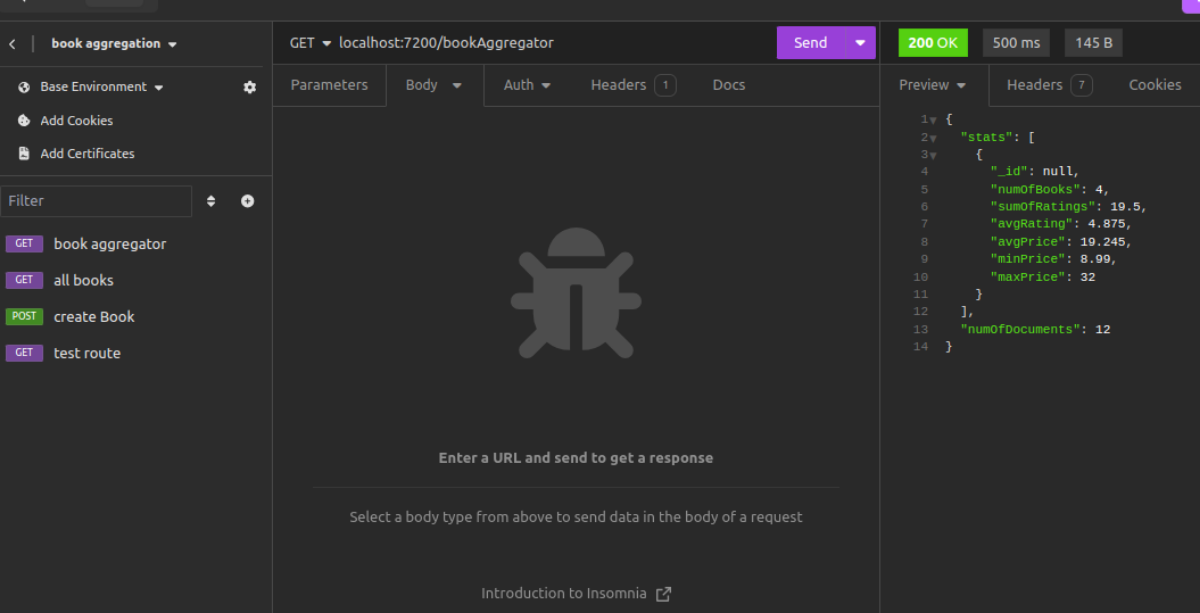 book aggregation
Base Environment
Add Cookies
Add Certificates
Filter
GET book aggregator
GET all books
POST create Book
GET test route
GET localhost:7200/bookAggregator Send
Parameters Body Auth Headers 1 Docs
Enter a URL and send to get a response
Select a body type from above to send data in the body of a request
Introduction to Insomnia
200 OK 500 ms 145 B
Preview Headers 7 Cookies
1 {
2 "stats": [
3 {
4 "_id": null,
5 "numOfBooks": 4,
6 "sumOfRatings": 19.5,
7 "avgRating": 4.875,
8 "avgPrice": 19.245,
9 "minPrice": 8.99,
10 "maxPrice": 32
11 }
12 ],
13 "numOfDocuments": 12
14 }